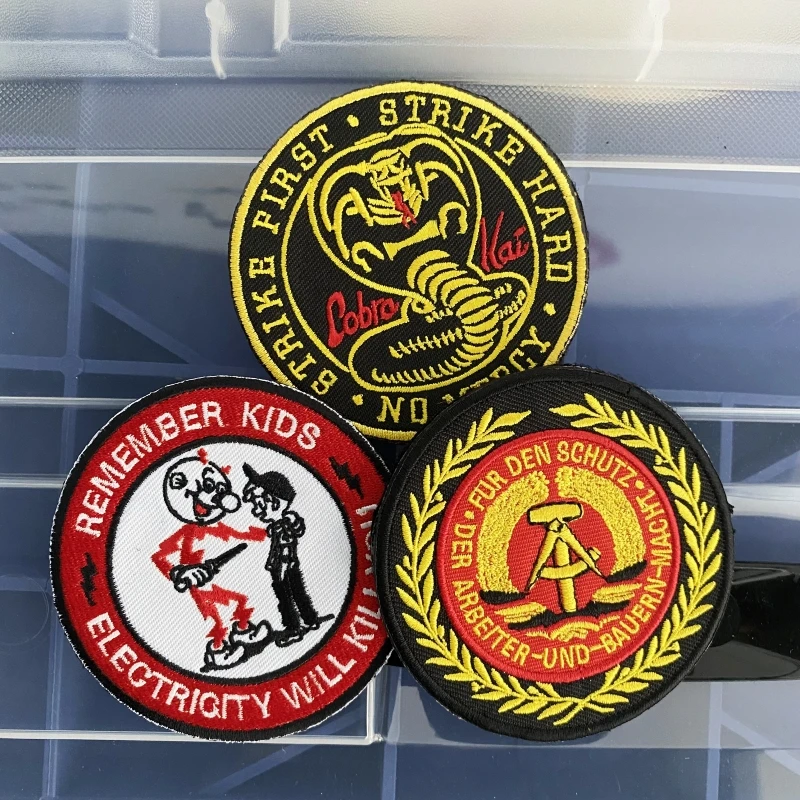 STRIKE FIRST • STRIKE HARD • NO MERCY •
Cobra Kai
REMEMBER KIDS
ELECTRICITY WILL KILL YOU
• FÜR DEN SCHUTZ •
DER ARBEITER-UND-BAUERN-MACHT